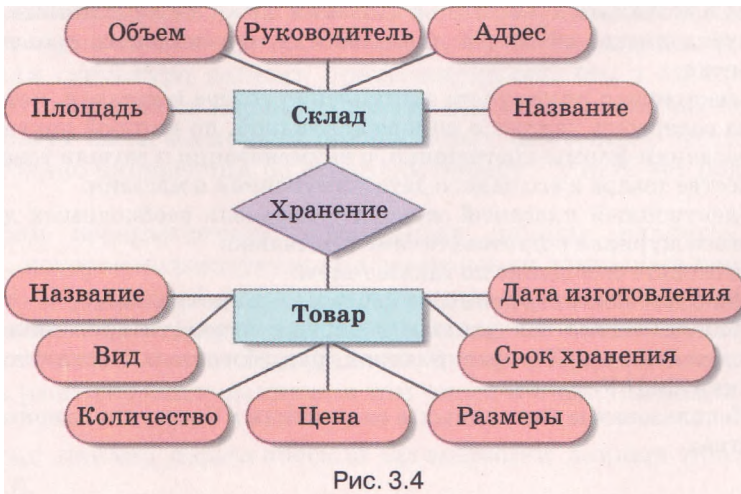 Объем Руководитель Адрес
Площадь Склад Название
Хранение
Название Товар Дата изготовления
Вид Срок хранения
Количество Цена Размеры
Рис. 3.4